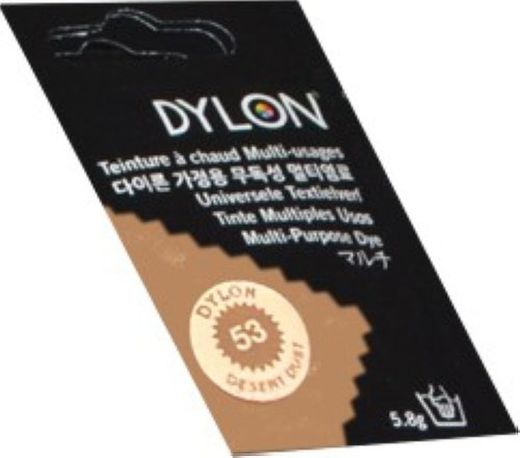 DYLON
Teinture à chaud Multi-usages
다이론 가정용 무독성 멀티염료
Universele Textielverf
Tinte Multiples Usos
Multi-Purpose Dye
マルチ
DYLON
53
DESERT DUST
5.8g